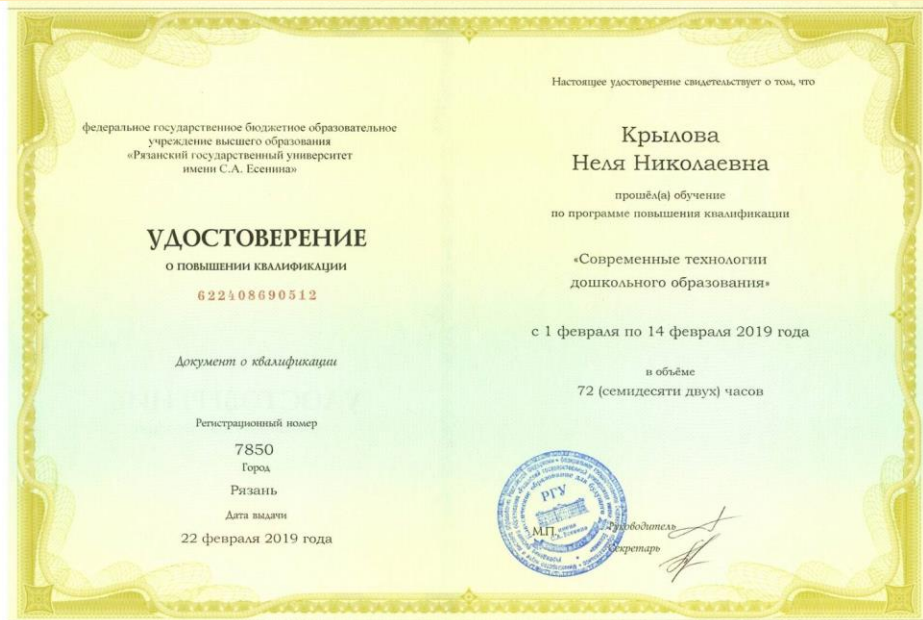 федеральное государственное бюджетное образовательное
учреждение высшего образования
«Рязанский государственный университет
имени С.А. Есенина»
УДОСТОВЕРЕНИЕ
О ПОВЫШЕНИИ КВАЛИФИКАЦИИ
622408690512
Документ о квалификации
Регистрационный номер
7850
Город
Рязань
Дата выдачи
22 февраля 2019 года
Настоящее удостоверение свидетельствует о том, что
Крылова
Неля Николаевна
прошёл(а) обучение
по программе повышения квалификации
«Современные технологии
дошкольного образования»
с 1 февраля по 14 февраля 2019 года
в объёме
72 (семидесяти двух) часов
РГУ
имени
С.А. Есенина
М.П.
Руководитель
Секретарь